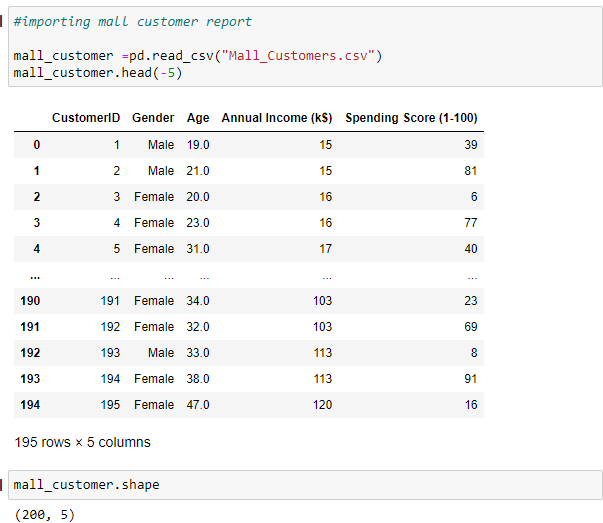 #importing mall customer report
mall_customer =pd.read_csv("Mall_Customers.csv")
mall_customer.head(-5)
CustomerID Gender Age Annual Income (k$) Spending Score (1-100)
0 1 Male 19.0 15 39
1 2 Male 21.0 15 81
2 3 Female 20.0 16 6
3 4 Female 23.0 16 77
4 5 Female 31.0 17 40
... ... ... ... ... ...
190 191 Female 34.0 103 23
191 192 Female 32.0 103 69
192 193 Male 33.0 113 8
193 194 Female 38.0 113 91
194 195 Female 47.0 120 16
195 rows × 5 columns
mall_customer.shape
(200, 5)